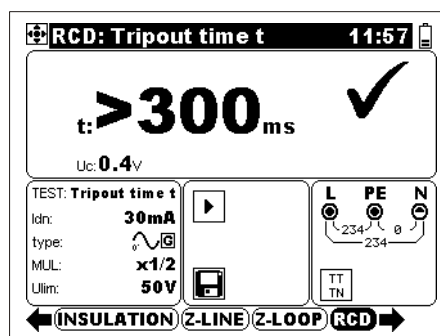 RCD: Tripout time t 11:57
t: >300 ms
Uc: 0.4V
TEST: Tripout time t
Idn: 30mA
type: 0° G
MUL: x1/2
Ulim: 50V
L PE N
234 0
234
TT
TN
INSULATION Z-LINE Z-LOOP RCD